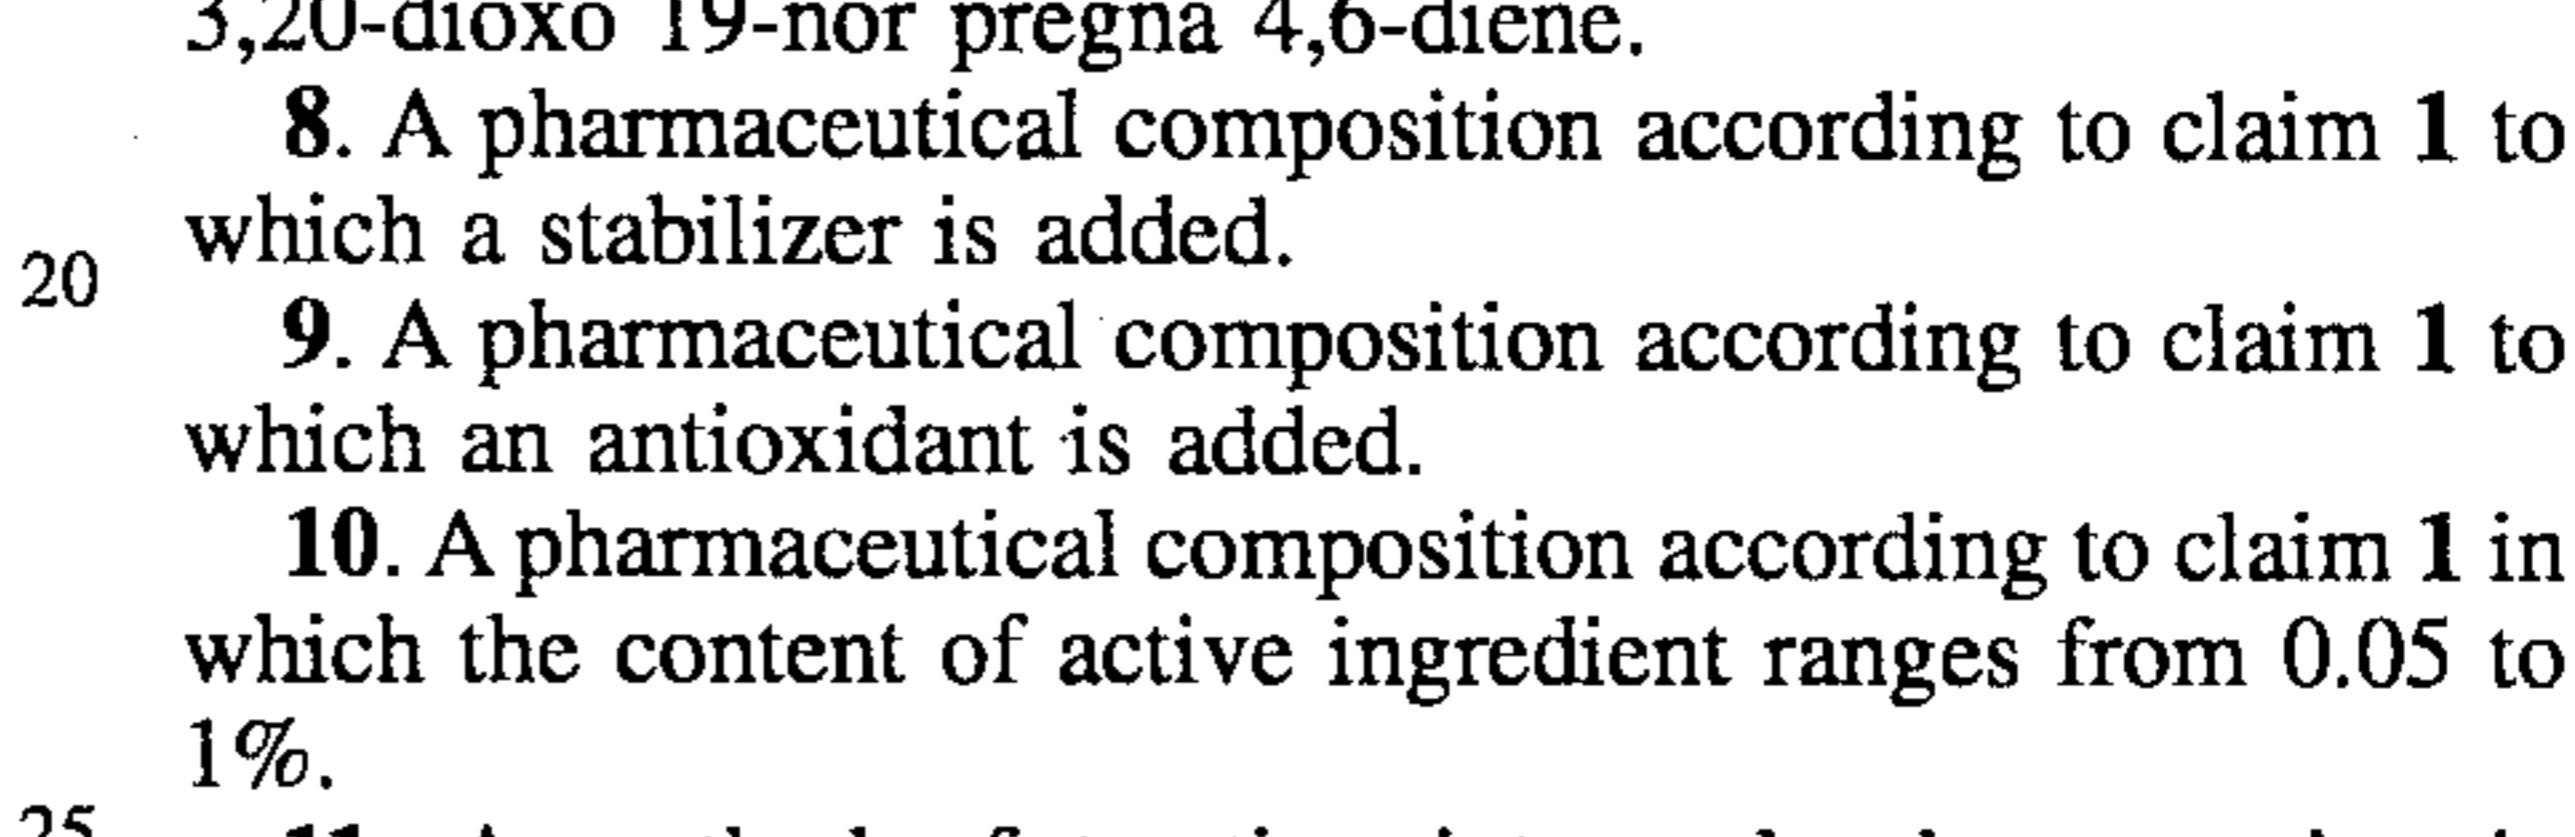 3,20-dioxo 19-nor pregna 4,6-diene.
8. A pharmaceutical composition according to claim 1 to
which a stabilizer is added.
20
9. A pharmaceutical composition according to claim 1 to
which an antioxidant is added.
10. A pharmaceutical composition according to claim 1 in
which the content of active ingredient ranges from 0.05 to
1%.
25